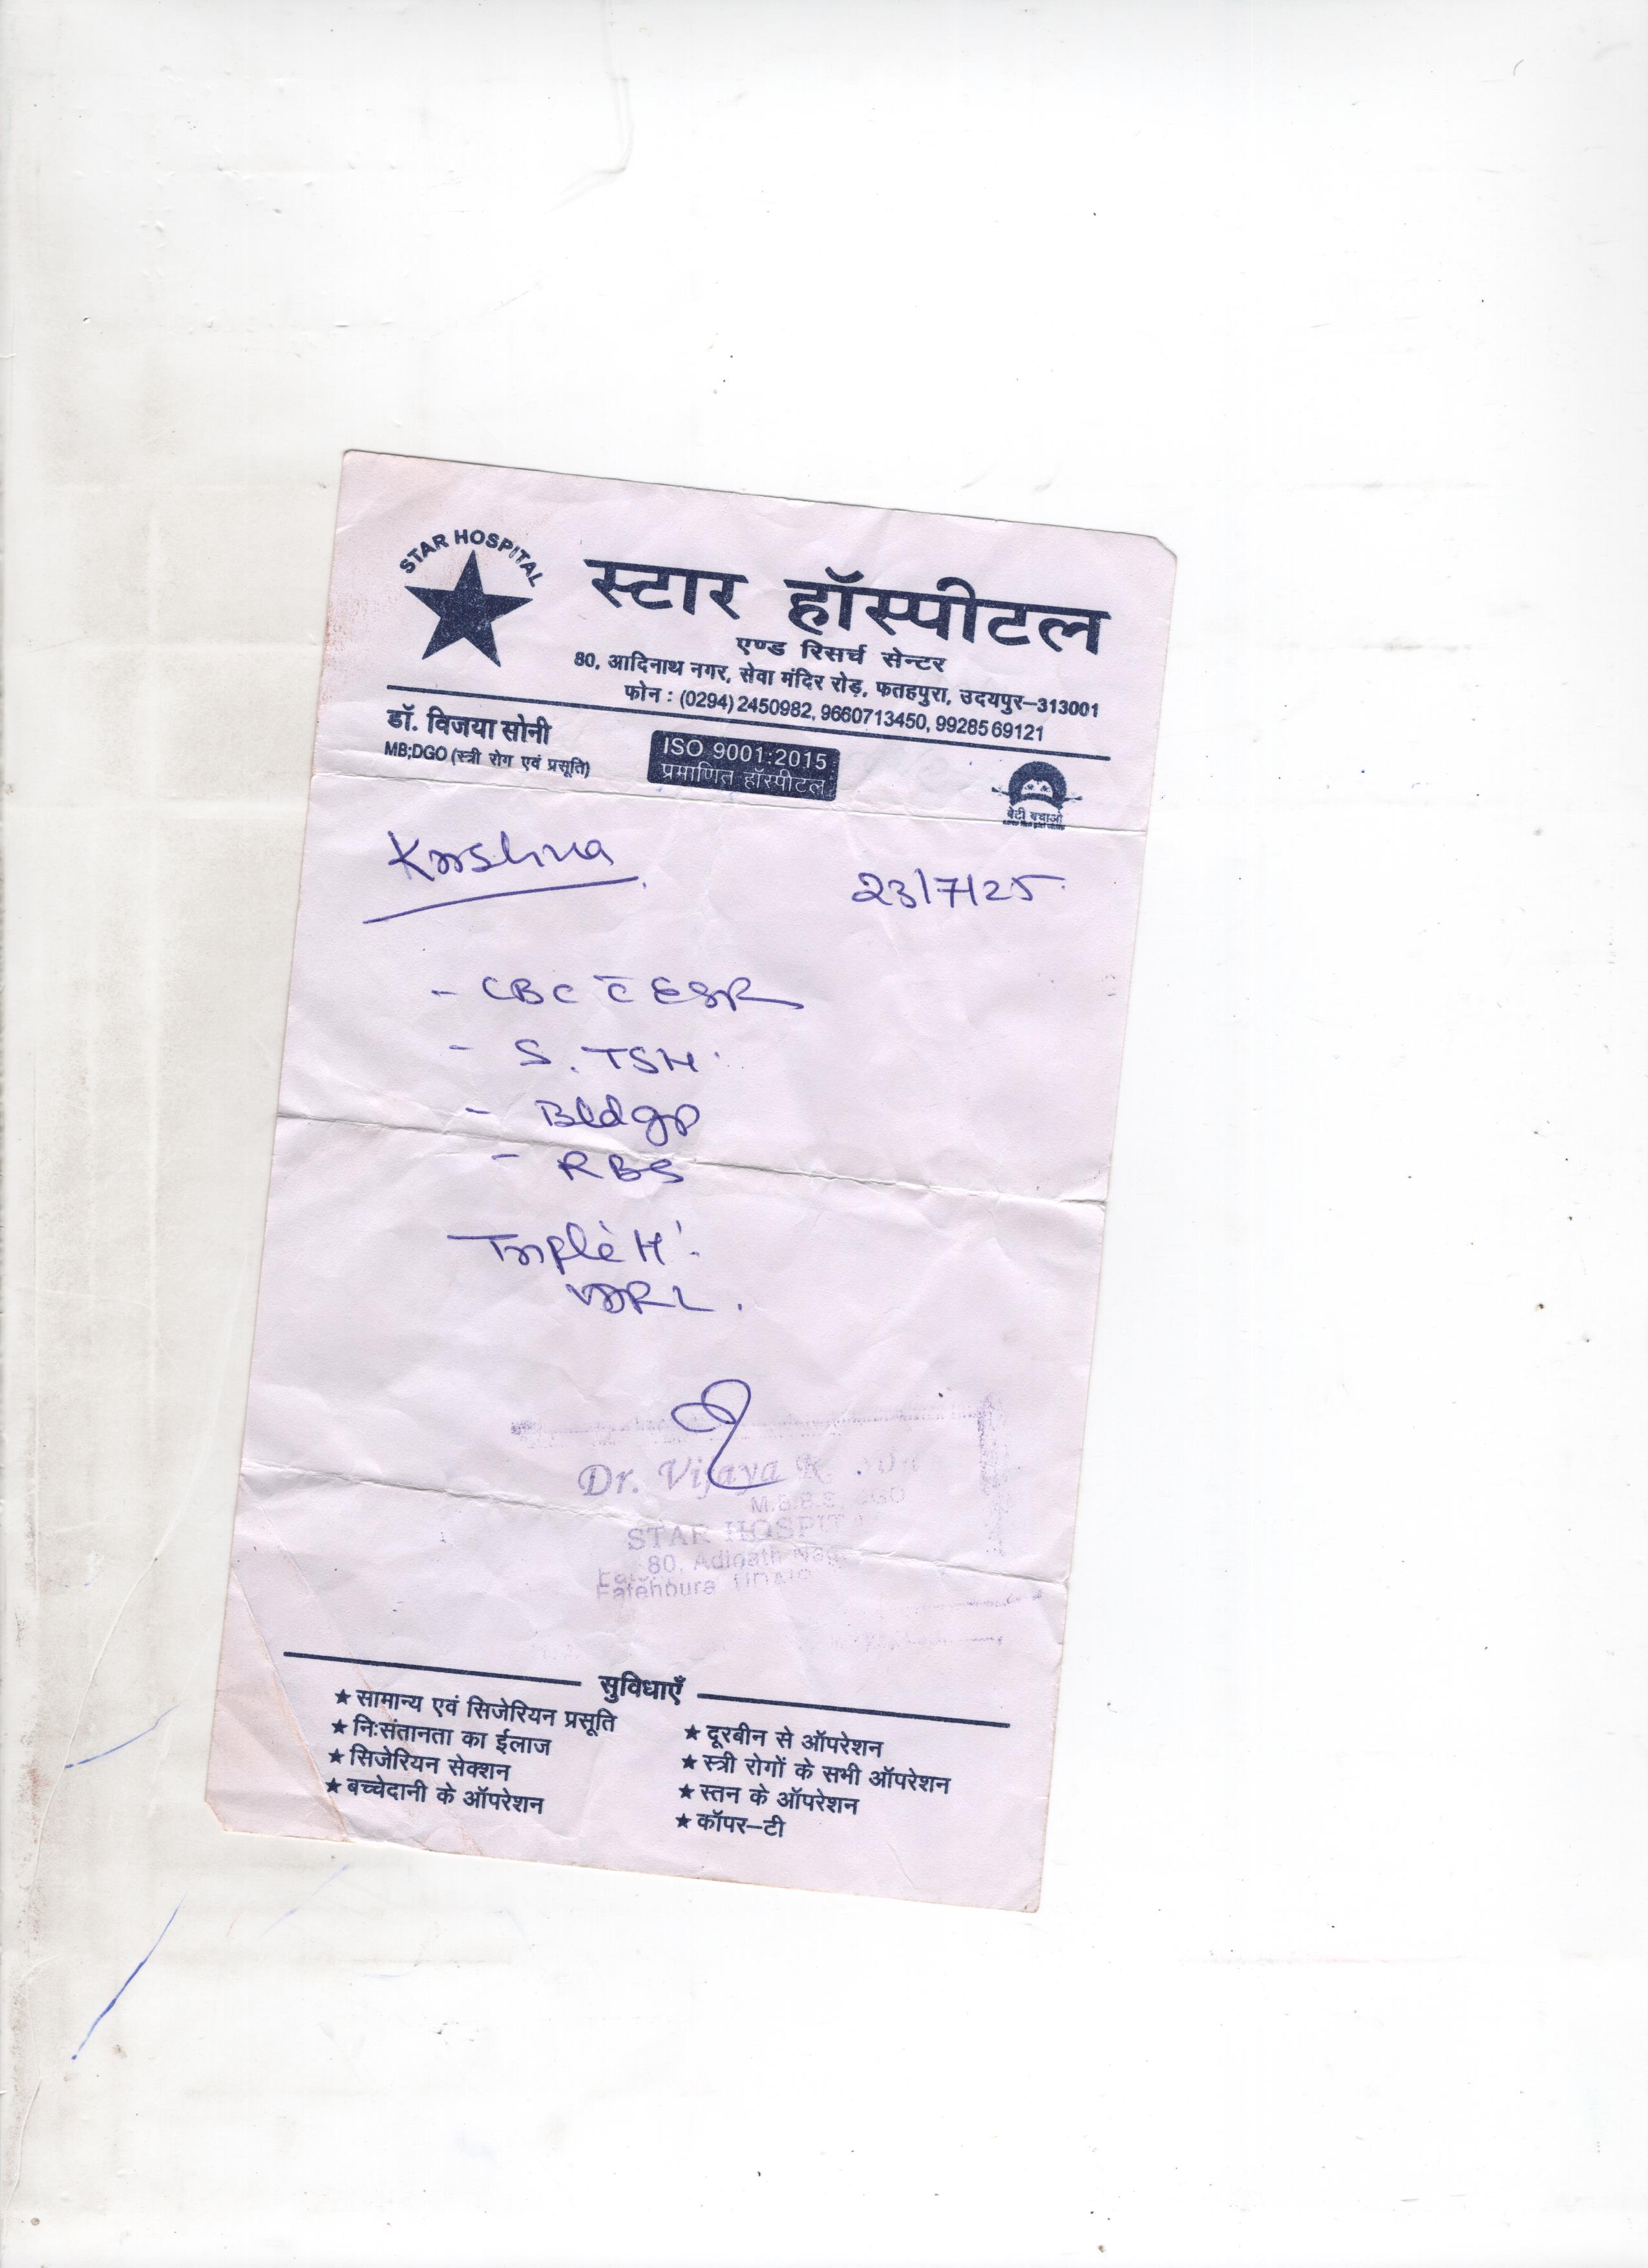 STAR HOSPITAL
स्टार हॉस्पीटल
एण्ड रिसर्च सेन्टर
80, आदिनाथ नगर, सेवा मंदिर रोड़, फतहपुरा, उदयपुर–313001
फोन : (0294) 2450982, 9660713450, 9928569121
डॉ. विजया सोनी
MB;DGO (स्त्री रोग एवं प्रसूति)
ISO 9001:2015
प्रमाणित हॉस्पीटल
बेटी बचाओ
Krishna
23/7/25
- CBC c̄ ESR
- S. TSH
- Bld gp
- RBS
Triple H
VDRL.
Dr. Vijaya
M.B.B.S.
STAR HOSPIT
80, Adinath Nag
Fatehpura
सुविधाएँ
★ सामान्य एवं सिजेरियन प्रसूति
★ निःसंतानता का ईलाज
★ सिजेरियन सेक्शन
★ बच्चेदानी के ऑपरेशन
★ दूरबीन से ऑपरेशन
★ स्त्री रोगों के सभी ऑपरेशन
★ स्तन के ऑपरेशन
★ कॉपर–टी